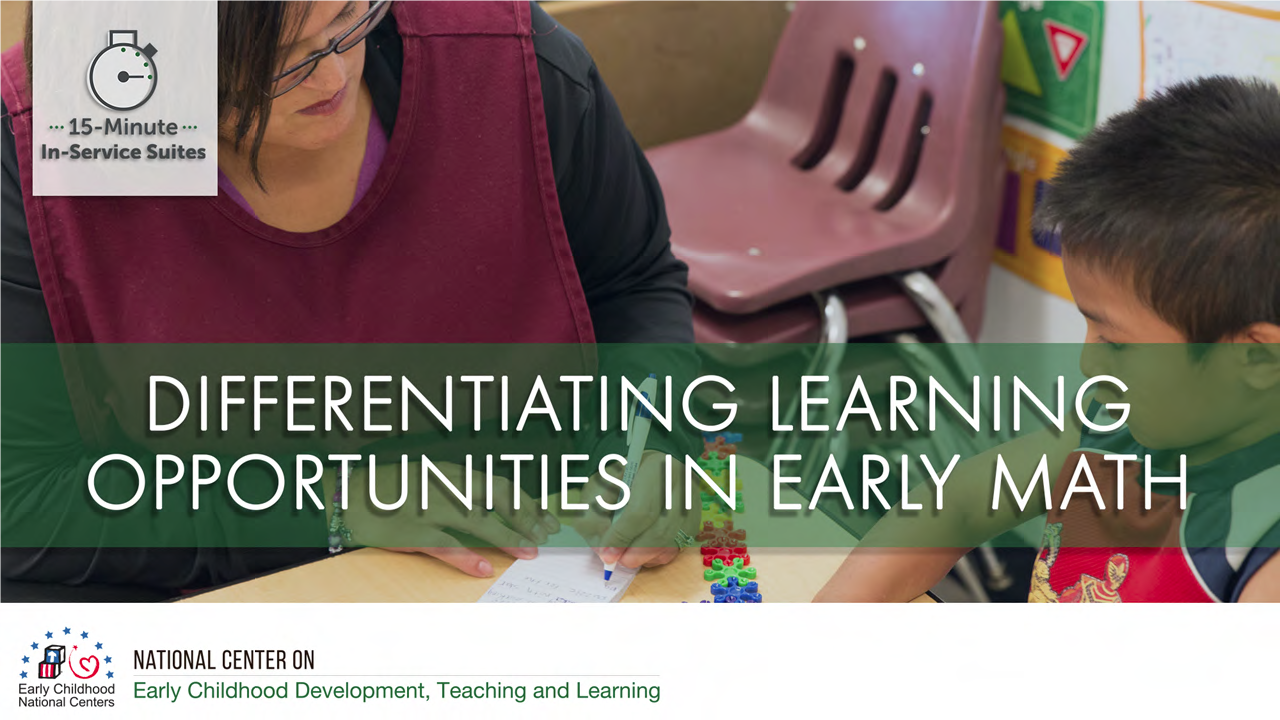 ··· 15-Minute ···
In-Service Suites
DIFFERENTIATING LEARNING
OPPORTUNITIES IN EARLY MATH
Early Childhood
National Centers
NATIONAL CENTER ON
Early Childhood Development, Teaching and Learning